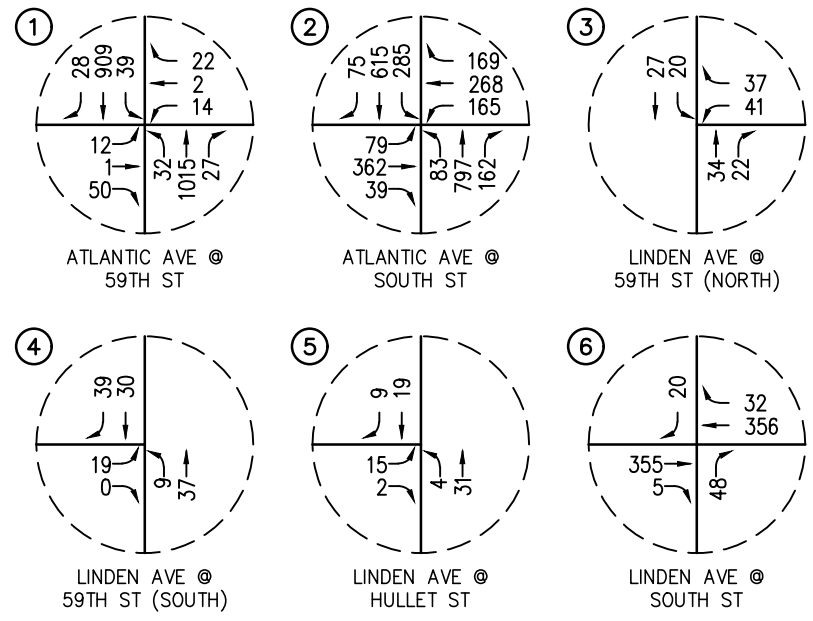 1
28 909 39
22
2
14
12
1
50
32 1015 27
ATLANTIC AVE @
59TH ST
2
75 615 285
169
268
165
79
362
39
83 797 162
ATLANTIC AVE @
SOUTH ST
3
27 20
37
41
34 22
LINDEN AVE @
59TH ST (NORTH)
4
39 30
19
0
9 37
LINDEN AVE @
59TH ST (SOUTH)
5
9 19
15
2
4 31
LINDEN AVE @
HULLET ST
6
20
32
356
355
5
48
LINDEN AVE @
SOUTH ST